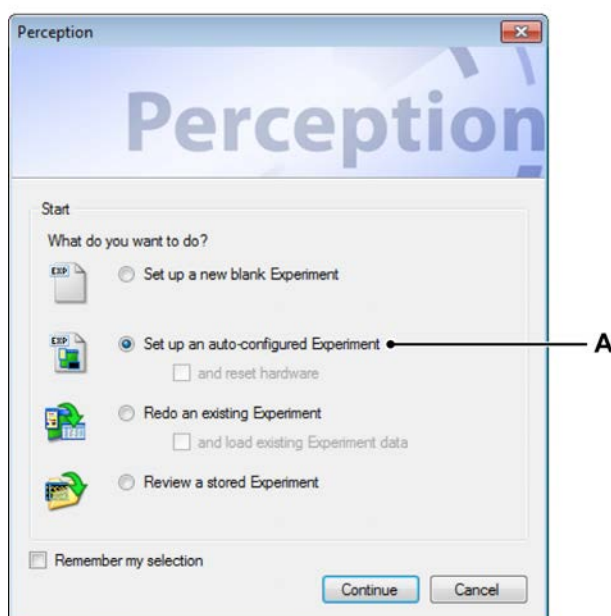 Perception
Perception
Start
What do you want to do?
EXP
Set up a new blank Experiment
EXP
Set up an auto-configured Experiment
A
and reset hardware
Redo an existing Experiment
and load existing Experiment data
Review a stored Experiment
Remember my selection
Continue
Cancel